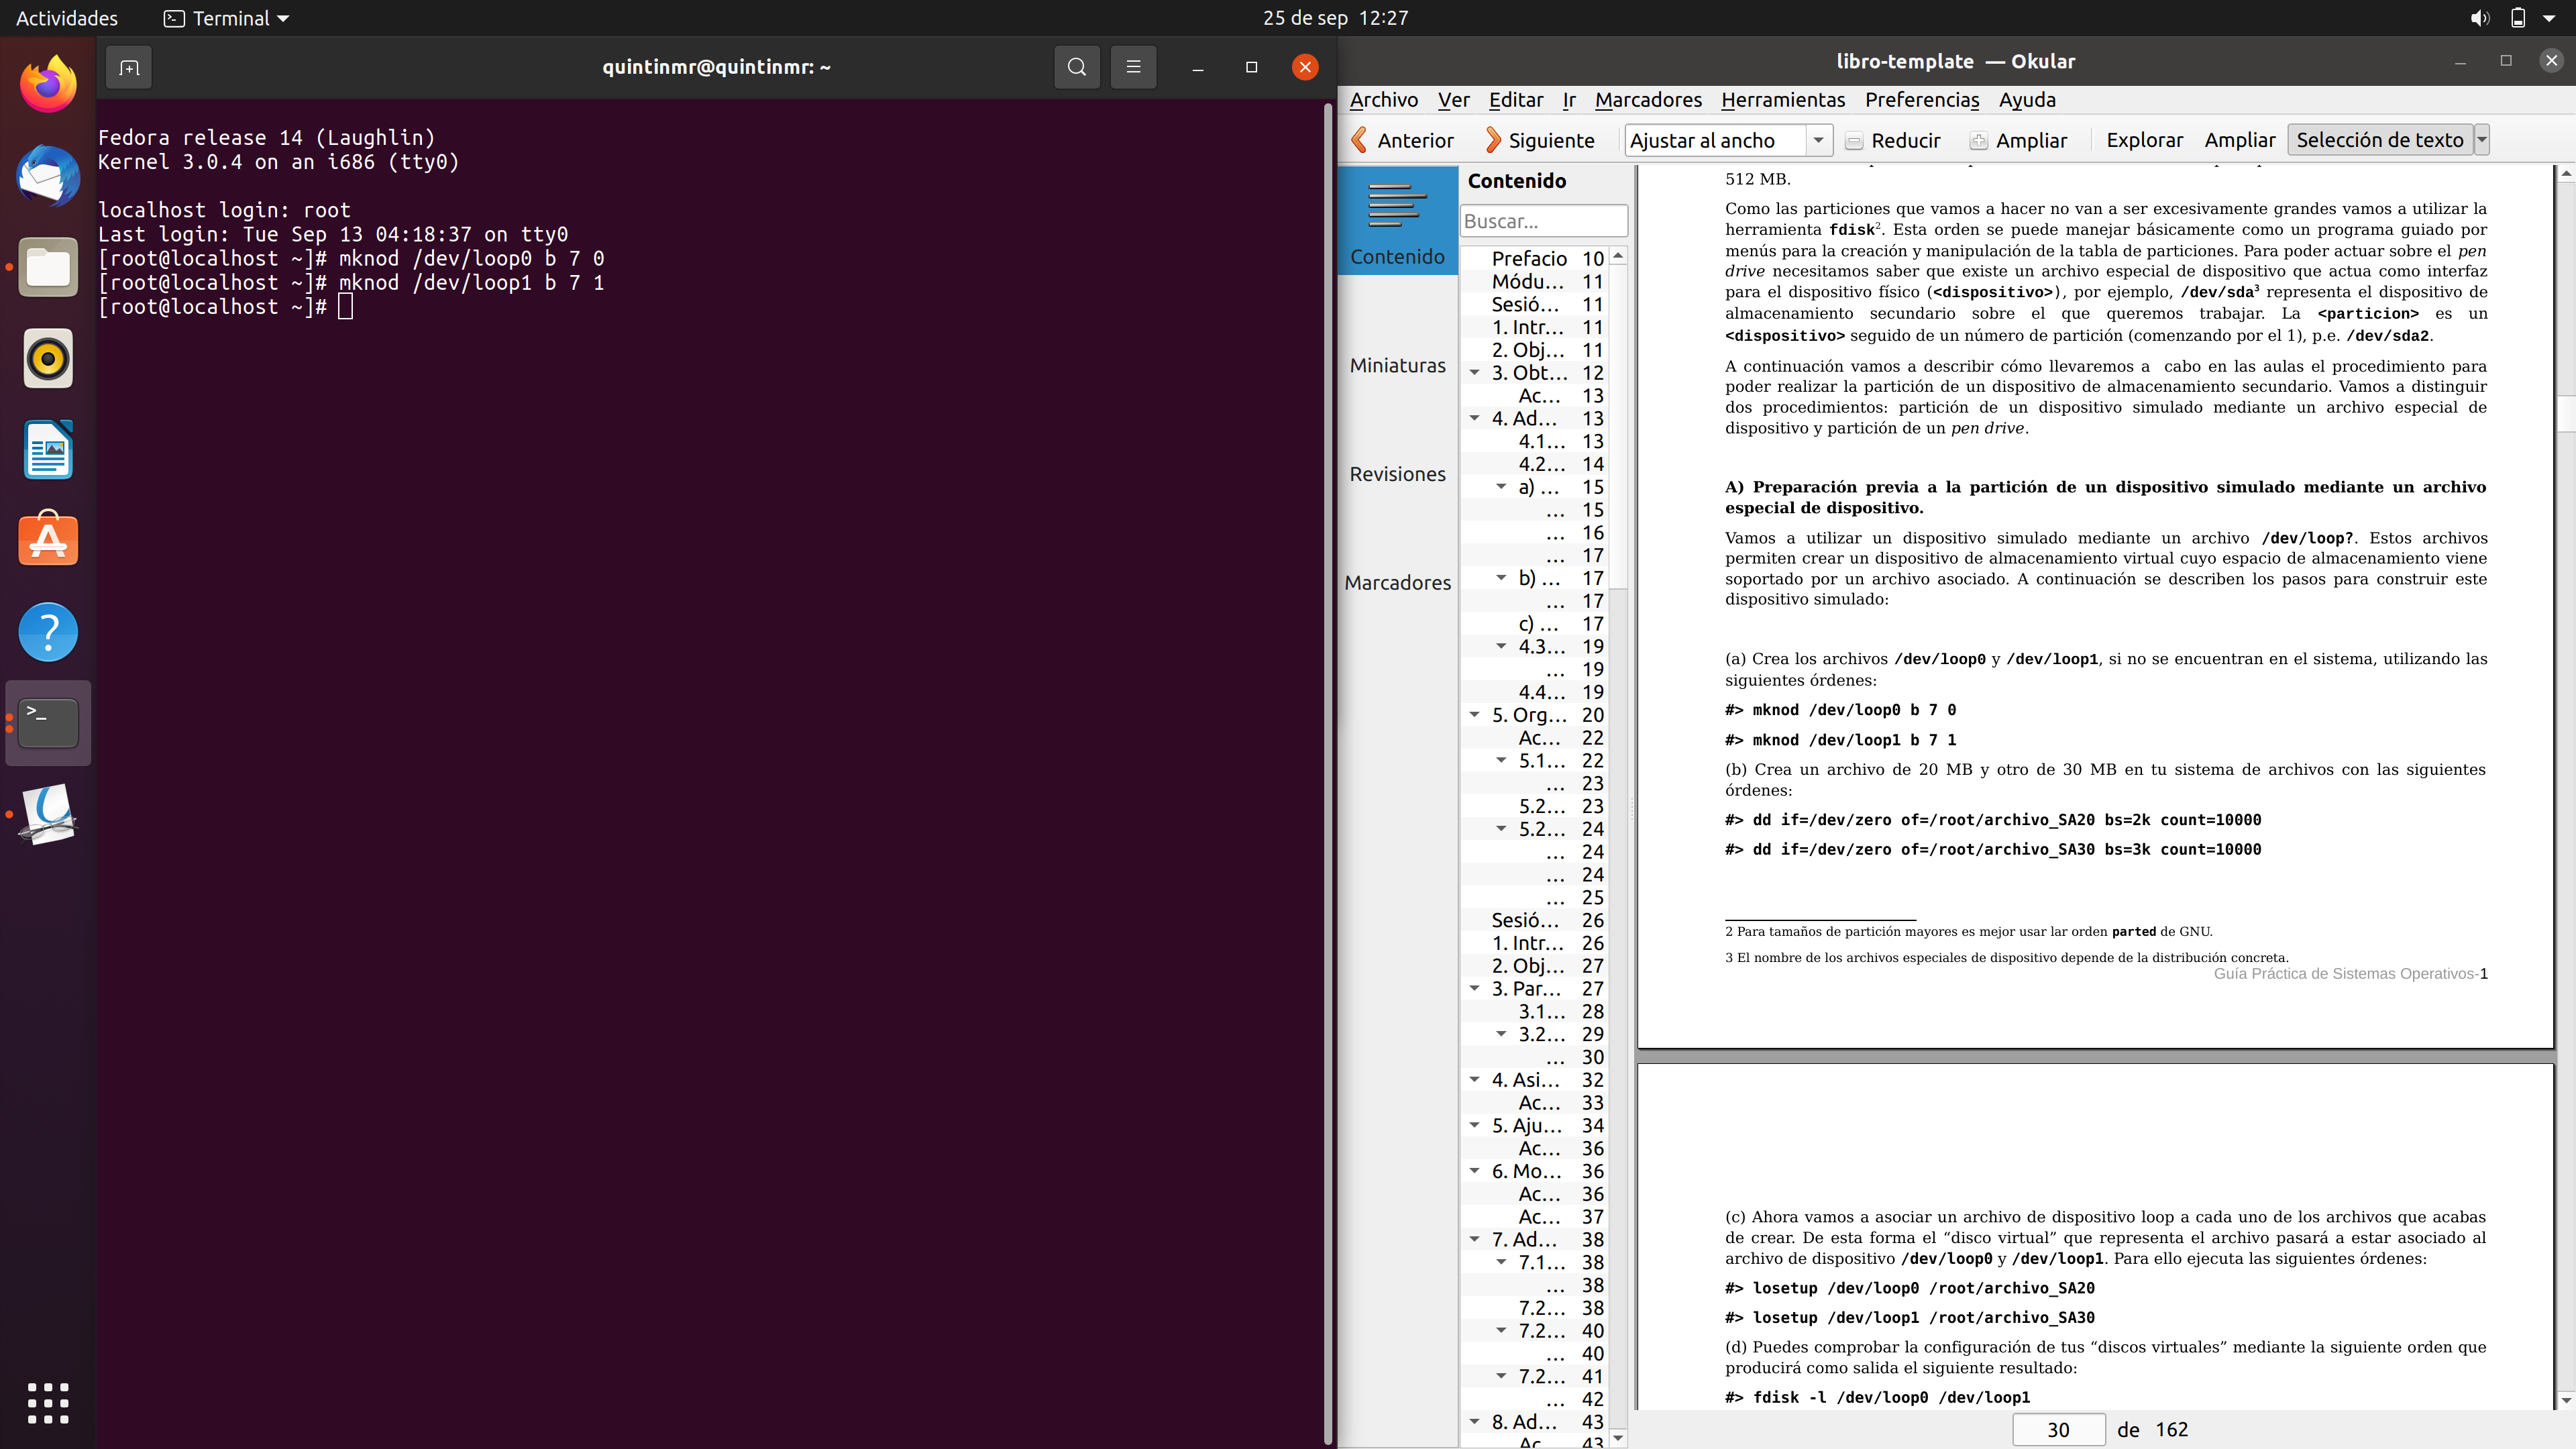 Actividades
Terminal
25 de sep 12:27
quintinmr@quintinmr: ~
Fedora release 14 (Laughlin)
Kernel 3.0.4 on an i686 (tty0)
localhost login: root
Last login: Tue Sep 13 04:18:37 on tty0
[root@localhost ~]# mknod /dev/loop0 b 7 0
[root@localhost ~]# mknod /dev/loop1 b 7 1
[root@localhost ~]#
libro-template — Okular
Archivo Ver Editar Ir Marcadores Herramientas Preferencias Ayuda
Anterior Siguiente Ajustar al ancho Reducir Ampliar Explorar Ampliar Selección de texto
Contenido
Miniaturas
Revisiones
Marcadores
Contenido
Buscar...
Prefacio 10
Módu... 11
Sesió... 11
1. Intr... 11
2. Obj... 11
3. Obt... 12
Ac... 13
4. Ad... 13
4.1... 13
4.2... 14
a) ... 15
... 15
... 16
... 17
b) ... 17
... 17
c) ... 17
4.3... 19
... 19
4.4... 19
5. Org... 20
Ac... 22
5.1... 22
... 23
5.2... 23
5.2... 24
... 24
... 24
... 25
Sesió... 26
1. Intr... 26
2. Obj... 27
3. Par... 27
3.1... 28
3.2... 29
... 30
4. Asi... 32
Ac... 33
5. Aju... 34
Ac... 36
6. Mo... 36
Ac... 36
Ac... 37
7. Ad... 38
7.1... 38
... 38
7.2... 38
7.2... 40
... 40
7.2... 41
... 42
8. Ad... 43
Ac... 43
512 MB.
Como las particiones que vamos a hacer no van a ser excesivamente grandes vamos a utilizar la
herramienta fdisk2. Esta orden se puede manejar básicamente como un programa guiado por
menús para la creación y manipulación de la tabla de particiones. Para poder actuar sobre el pen
drive necesitamos saber que existe un archivo especial de dispositivo que actua como interfaz
para el dispositivo físico (<dispositivo>), por ejemplo, /dev/sda3 representa el dispositivo de
almacenamiento secundario sobre el que queremos trabajar. La <particion> es un
<dispositivo> seguido de un número de partición (comenzando por el 1), p.e. /dev/sda2.
A continuación vamos a describir cómo llevaremos a cabo en las aulas el procedimiento para
poder realizar la partición de un dispositivo de almacenamiento secundario. Vamos a distinguir
dos procedimientos: partición de un dispositivo simulado mediante un archivo especial de
dispositivo y partición de un pen drive.
A) Preparación previa a la partición de un dispositivo simulado mediante un archivo
especial de dispositivo.
Vamos a utilizar un dispositivo simulado mediante un archivo /dev/loop?. Estos archivos
permiten crear un dispositivo de almacenamiento virtual cuyo espacio de almacenamiento viene
soportado por un archivo asociado. A continuación se describen los pasos para construir este
dispositivo simulado:
(a) Crea los archivos /dev/loop0 y /dev/loop1, si no se encuentran en el sistema, utilizando las
siguientes órdenes:
#> mknod /dev/loop0 b 7 0
#> mknod /dev/loop1 b 7 1
(b) Crea un archivo de 20 MB y otro de 30 MB en tu sistema de archivos con las siguientes
órdenes:
#> dd if=/dev/zero of=/root/archivo_SA20 bs=2k count=10000
#> dd if=/dev/zero of=/root/archivo_SA30 bs=3k count=10000
2 Para tamaños de partición mayores es mejor usar lar orden parted de GNU.
3 El nombre de los archivos especiales de dispositivo depende de la distribución concreta.
Guía Práctica de Sistemas Operativos-1
(c) Ahora vamos a asociar un archivo de dispositivo loop a cada uno de los archivos que acabas
de crear. De esta forma el “disco virtual” que representa el archivo pasará a estar asociado al
archivo de dispositivo /dev/loop0 y /dev/loop1. Para ello ejecuta las siguientes órdenes:
#> losetup /dev/loop0 /root/archivo_SA20
#> losetup /dev/loop1 /root/archivo_SA30
(d) Puedes comprobar la configuración de tus “discos virtuales” mediante la siguiente orden que
producirá como salida el siguiente resultado:
#> fdisk -l /dev/loop0 /dev/loop1
30 de 162